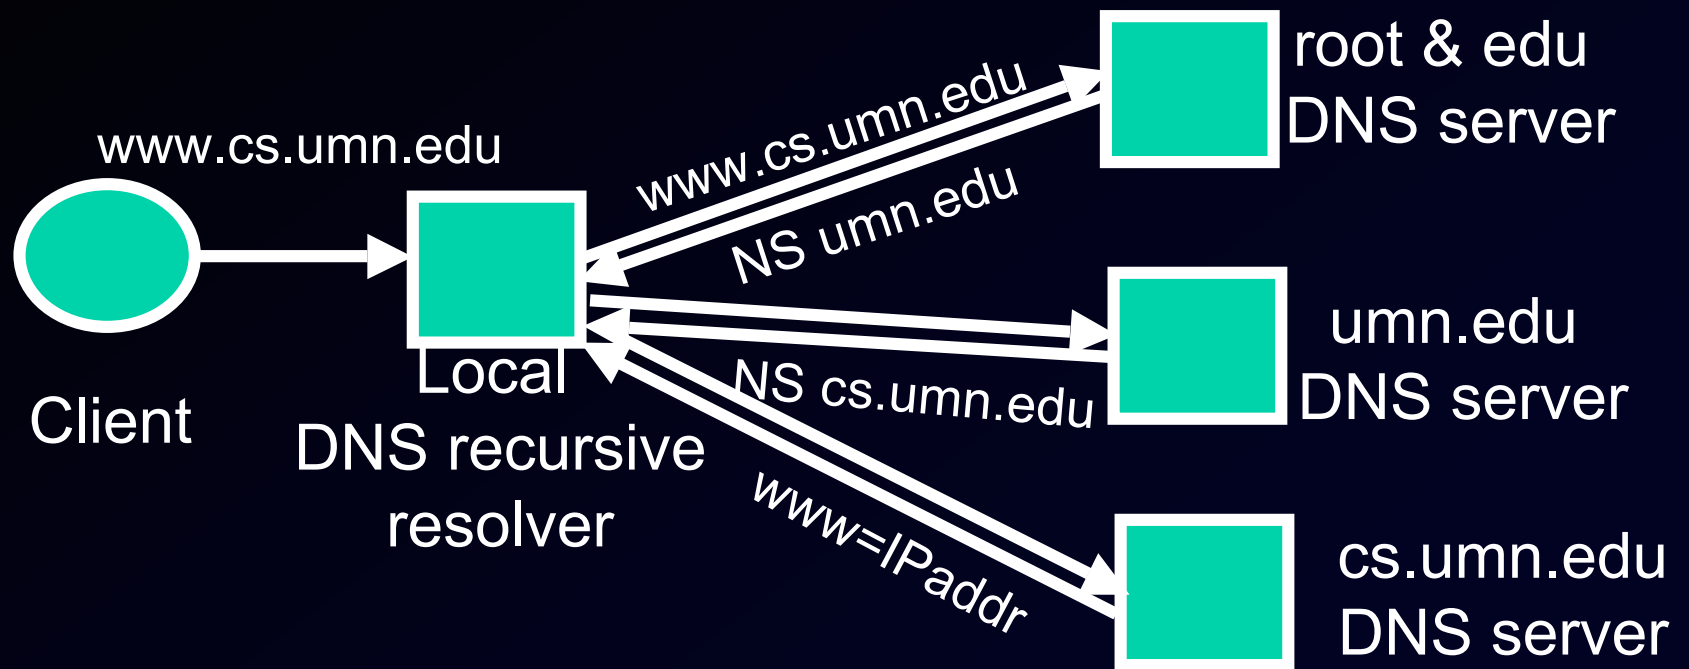 www.cs.umn.edu
Client
Local
DNS recursive
resolver
www.cs.umn.edu
NS umn.edu
NS cs.umn.edu
www=IPaddr
root & edu
DNS server
umn.edu
DNS server
cs.umn.edu
DNS server